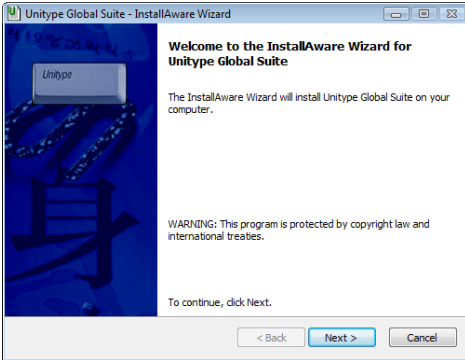 Unitype Global Suite - InstallAware Wizard
Unitype
身
Welcome to the InstallAware Wizard for
Unitype Global Suite
The InstallAware Wizard will install Unitype Global Suite on your
computer.
WARNING: This program is protected by copyright law and
international treaties.
To continue, click Next.
< Back
Next >
Cancel